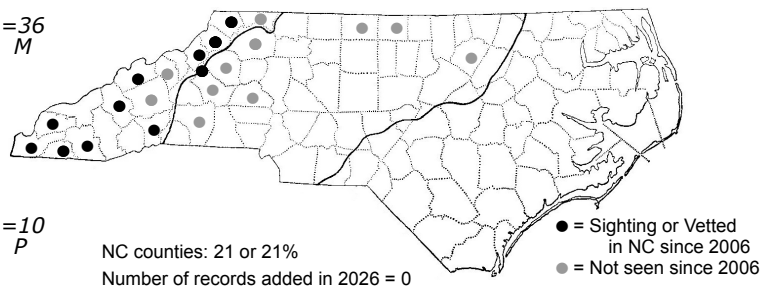 =36
M
=10
P
NC counties: 21 or 21%
Number of records added in 2026 = 0
= Sighting or Vetted
in NC since 2006
= Not seen since 2006